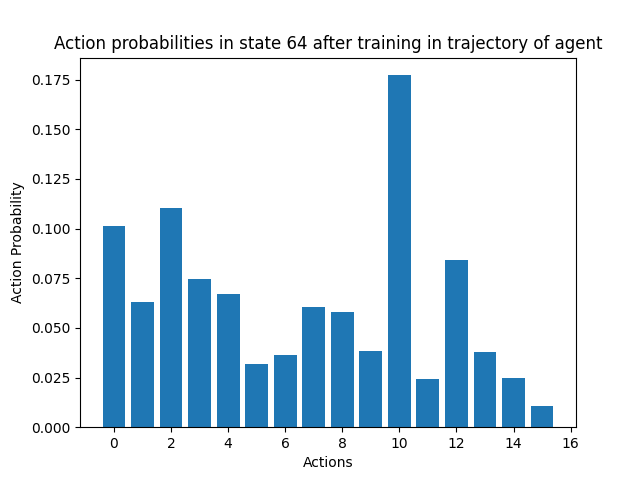 Action probabilities in state 64 after training in trajectory of agent
0.175
0.150
0.125
0.100
0.075
0.050
0.025
0.000
Action Probability
0 2 4 6 8 10 12 14 16
Actions